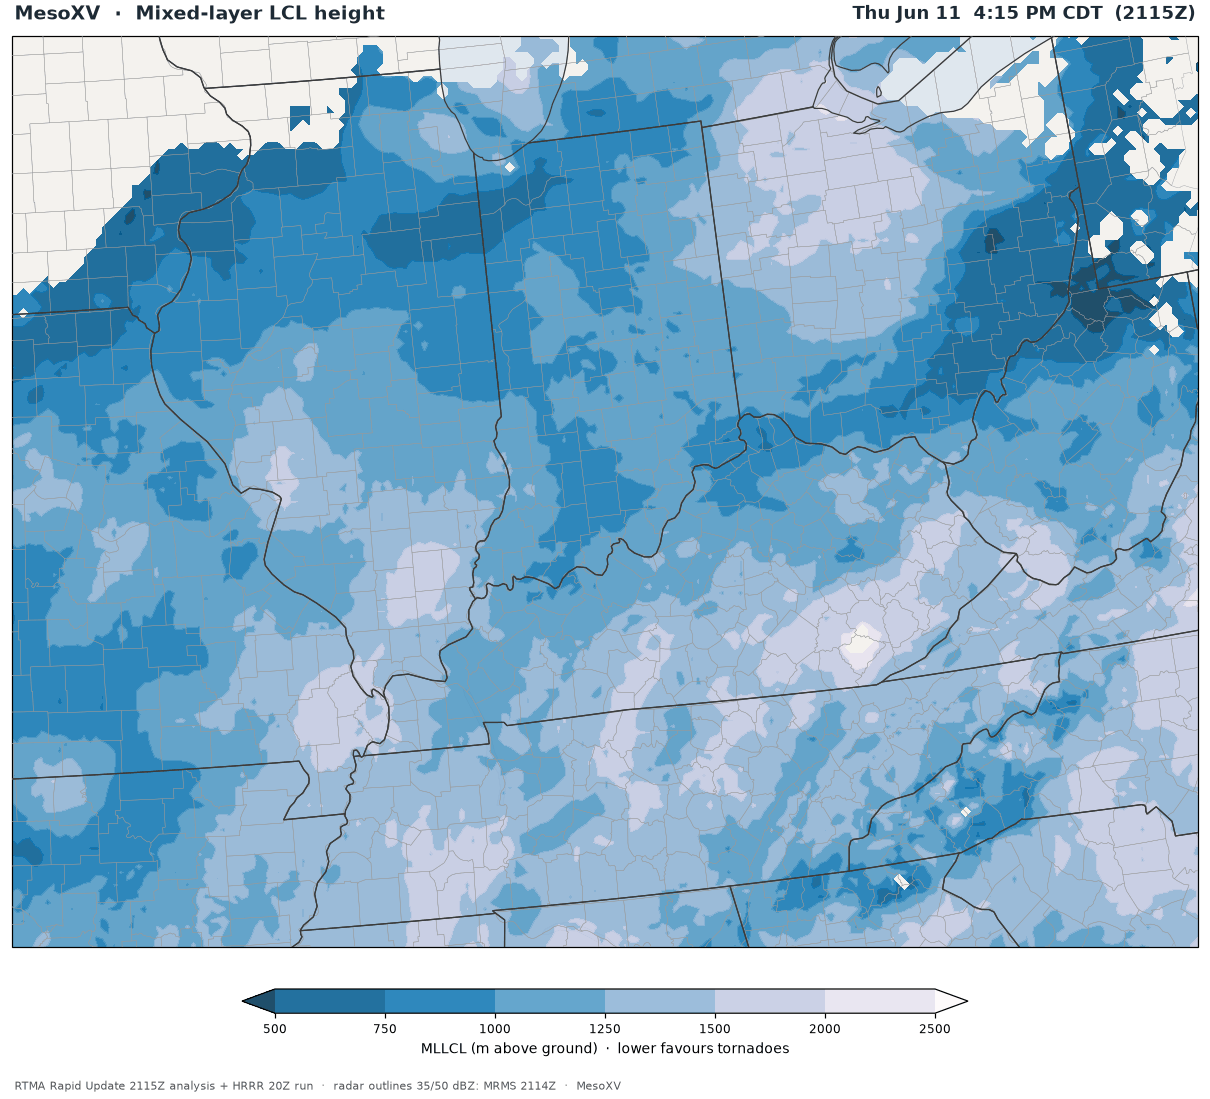 MesoXV · Mixed-layer LCL height
Thu Jun 11 4:15 PM CDT (2115Z)
500 750 1000 1250 1500 2000 2500
MLLCL (m above ground) · lower favours tornadoes
RTMA Rapid Update 2115Z analysis + HRRR 20Z run · radar outlines 35/50 dBZ: MRMS 2114Z · MesoXV